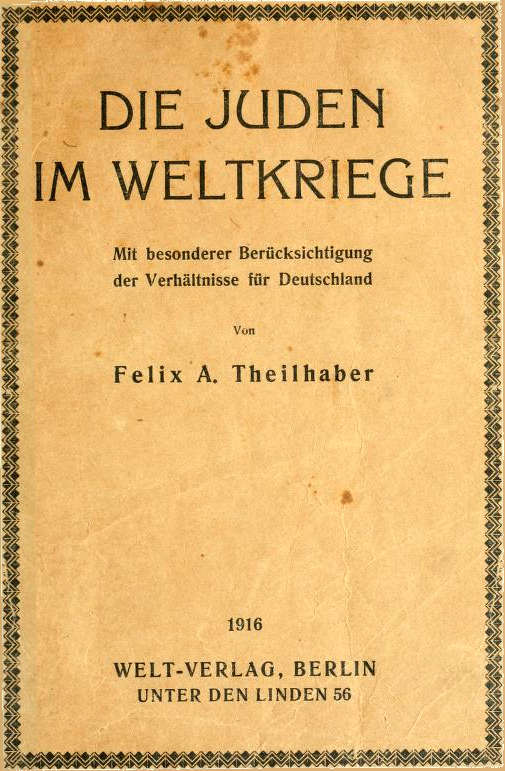 DIE JUDEN
IM WELTKRIEGE
Mit besonderer Berücksichtigung
der Verhältnisse für Deutschland
Von
Felix A. Theilhaber
1916
WELT-VERLAG, BERLIN
UNTER DEN LINDEN 56